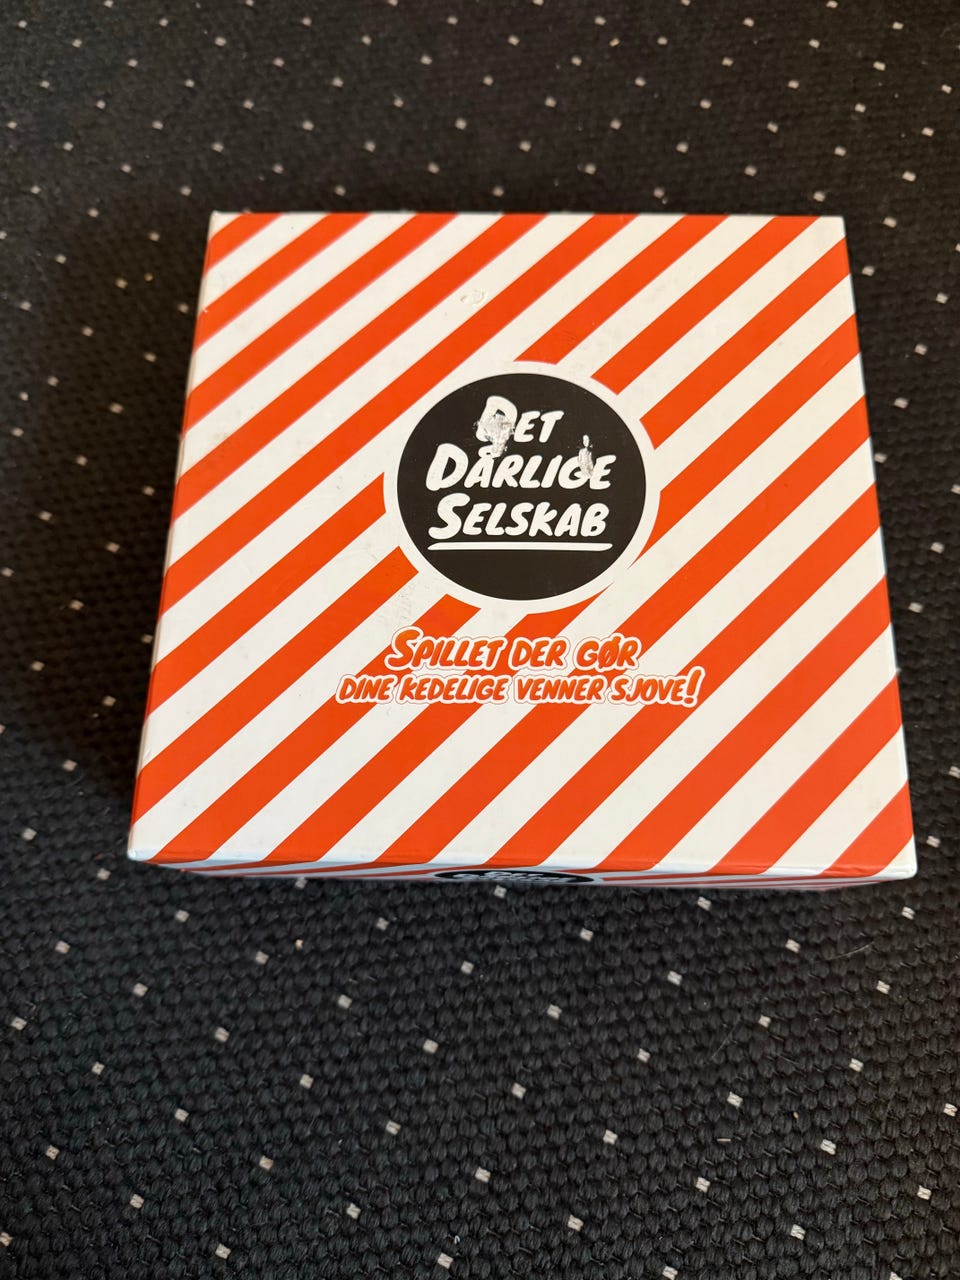 Det
Dårlige
Selskab
Spillet der gør
dine kedelige venner sjove!